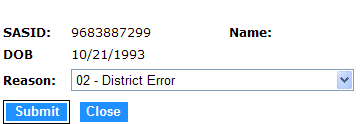 SASID: 9683887299 Name:
DOB 10/21/1993
Reason: 02 - District Error
Submit Close